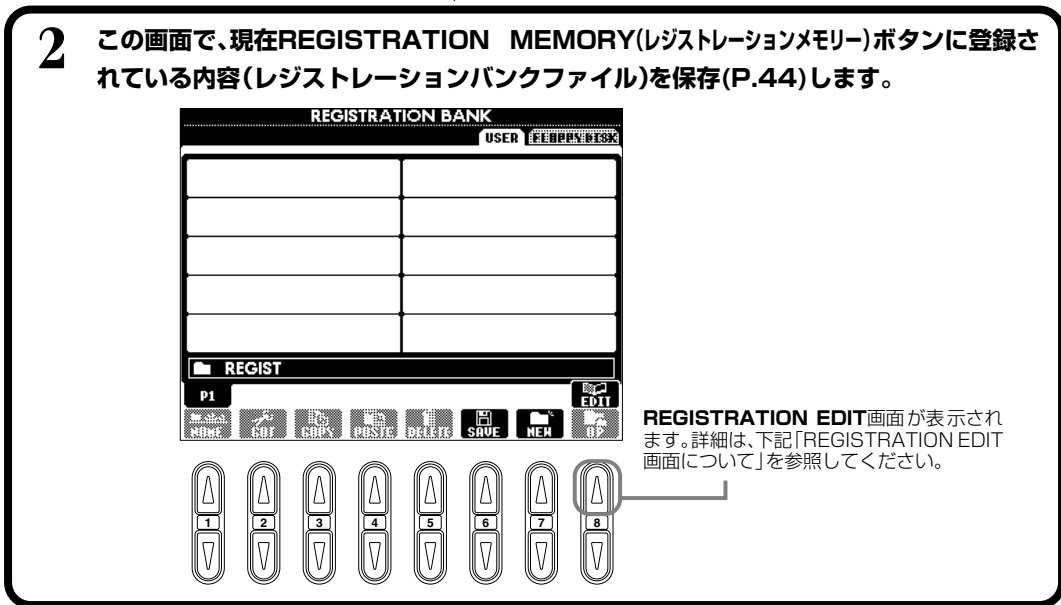 2 この画面で、現在REGISTRATION MEMORY(レジストレーションメモリー)ボタンに登録さ
れている内容(レジストレーションバンクファイル)を保存(P.44)します。
REGISTRATION BANK
USER FLOPPY DISK
REGIST
P1
EDIT
NAME CUT COPY PASTE DELETE SAVE NEW UP
REGISTRATION EDIT画面が表示され
ます。詳細は、下記「REGISTRATION EDIT
画面について」を参照してください。
1 2 3 4 5 6 7 8